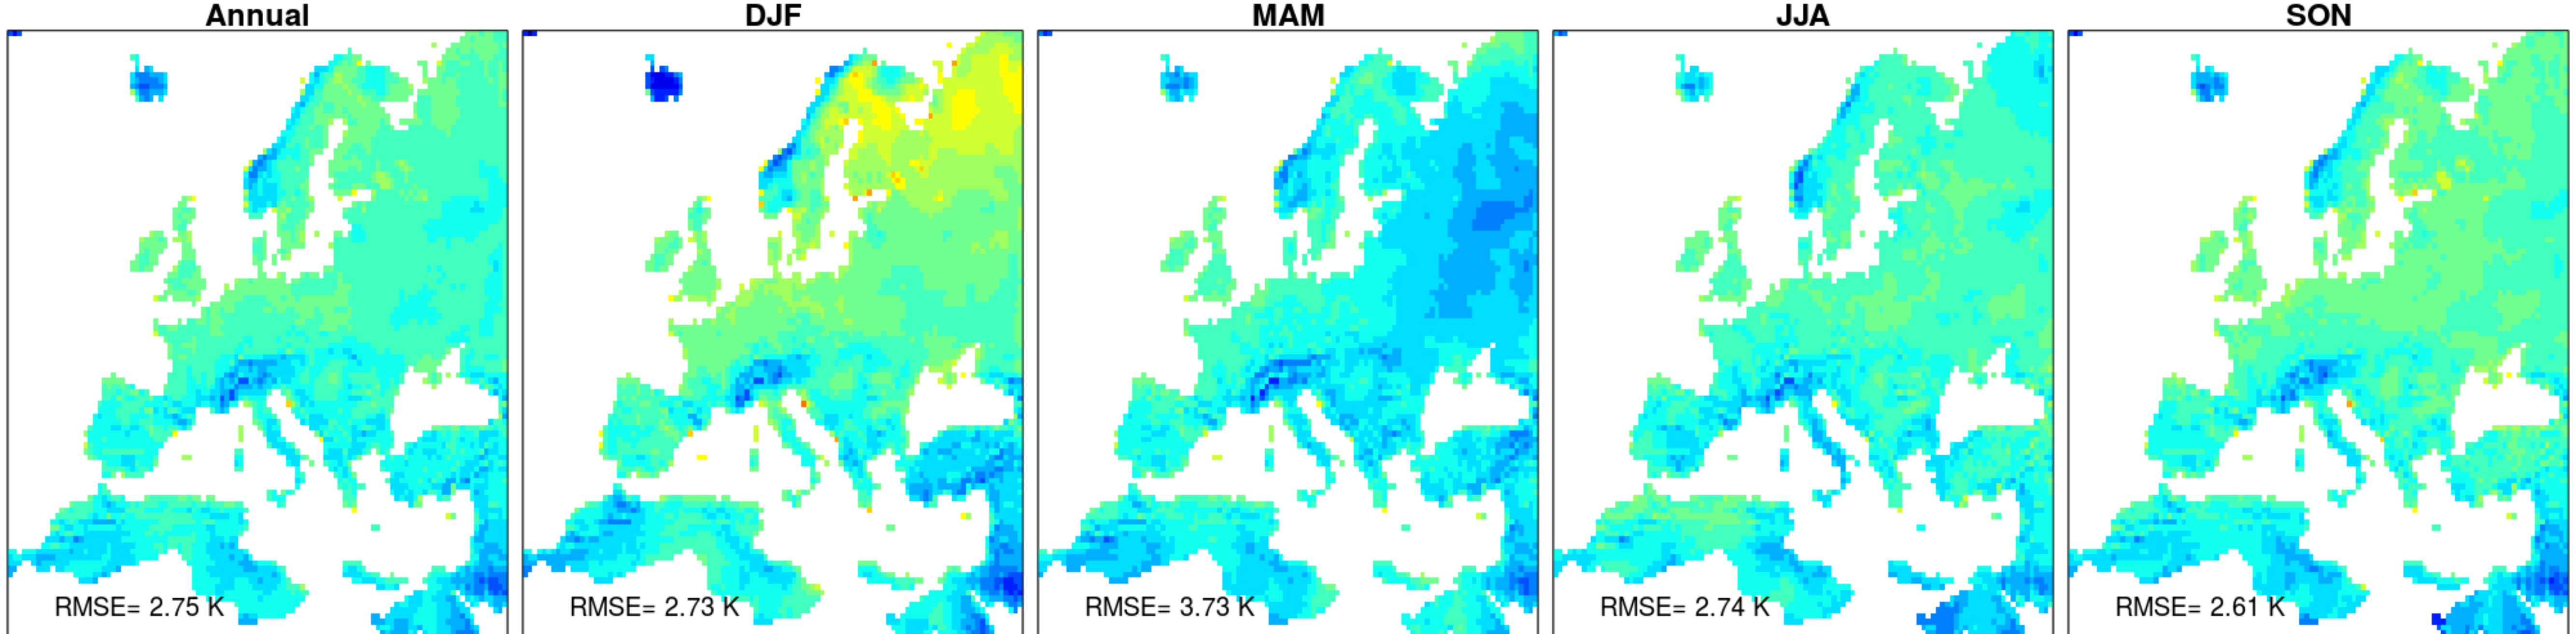 Annual DJF MAM JJA SON
RMSE= 2.75 K RMSE= 2.73 K RMSE= 3.73 K RMSE= 2.74 K RMSE= 2.61 K